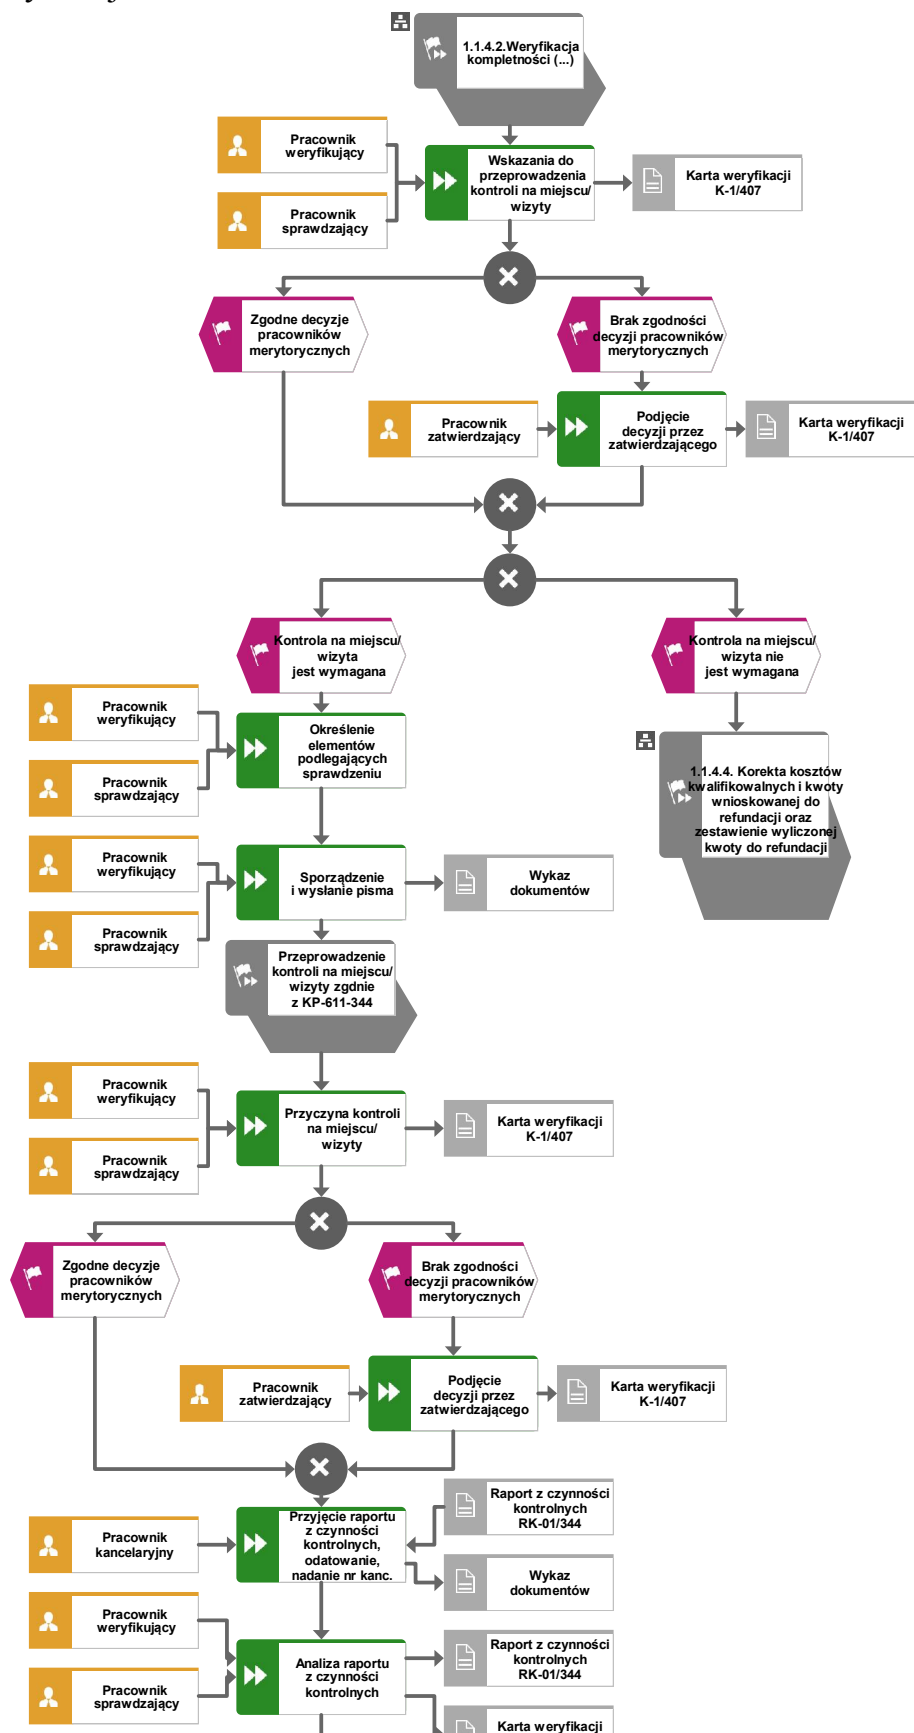 1.1.4.2.Weryfikacja
kompletności (...)
Pracownik
weryfikujący
Pracownik
sprawdzający
Wskazania do
przeprowadzenia
kontroli na miejscu/
wizyty
Karta weryfikacji
K-1/407
Zgodne decyzje
pracowników
merytorycznych
Brak zgodności
decyzji pracowników
merytorycznych
Pracownik
zatwierdzający
Podjęcie
decyzji przez
zatwierdzającego
Karta weryfikacji
K-1/407
Kontrola na miejscu/
wizyta
jest wymagana
Kontrola na miejscu/
wizyta nie
jest wymagana
Pracownik
weryfikujący
Pracownik
sprawdzający
Określenie
elementów
podlegających
sprawdzeniu
1.1.4.4. Korekta kosztów
kwalifikowalnych i kwoty
wnioskowanej do
refundacji oraz
zestawienie wyliczonej
kwoty do refundacji
Pracownik
weryfikujący
Pracownik
sprawdzający
Sporządzenie
i wysłanie pisma
Wykaz
dokumentów
Przeprowadzenie
kontroli na miejscu/
wizyty zgdnie
z KP-611-344
Pracownik
weryfikujący
Pracownik
sprawdzający
Przyczyna kontroli
na miejscu/
wizyty
Karta weryfikacji
K-1/407
Zgodne decyzje
pracowników
merytorycznych
Brak zgodności
decyzji pracowników
merytorycznych
Pracownik
zatwierdzający
Podjęcie
decyzji przez
zatwierdzającego
Karta weryfikacji
K-1/407
Pracownik
kancelaryjny
Przyjęcie raportu
z czynności
kontrolnych,
odatowanie,
nadanie nr kanc.
Raport z czynności
kontrolnych
RK-01/344
Wykaz
dokumentów
Pracownik
weryfikujący
Pracownik
sprawdzający
Analiza raportu
z czynności
kontrolnych
Raport z czynności
kontrolnych
RK-01/344
Karta weryfikacji